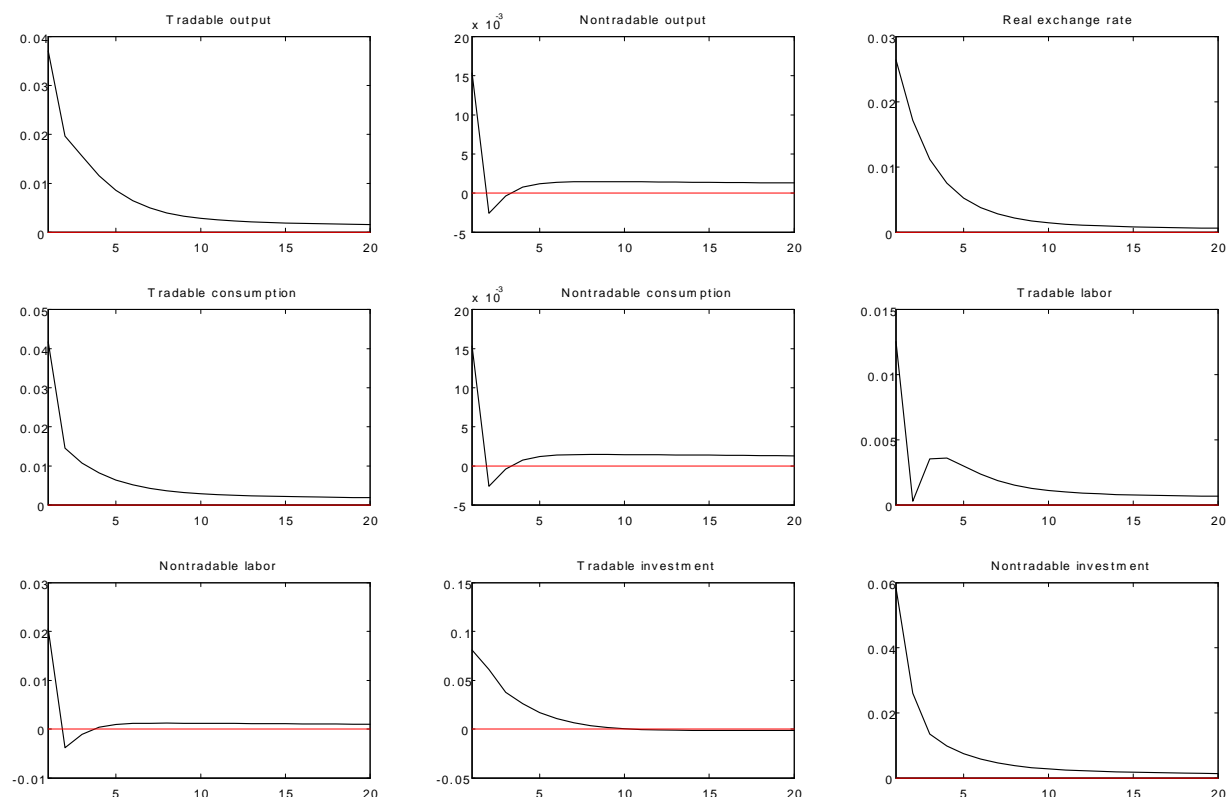 Tradable output
0.04
0.03
0.02
0.01
0
5 10 15 20
Nontradable output
x 10-3
20
15
10
5
0
-5
5 10 15 20
Real exchange rate
0.03
0.02
0.01
0
5 10 15 20
Tradable consumption
0.05
0.04
0.03
0.02
0.01
0
5 10 15 20
Nontradable consumption
x 10-3
20
15
10
5
0
-5
5 10 15 20
Tradable labor
0.015
0.01
0.005
0
5 10 15 20
Nontradable labor
0.03
0.02
0.01
0
-0.01
5 10 15 20
Tradable investment
0.15
0.1
0.05
0
-0.05
5 10 15 20
Nontradable investment
0.06
0.04
0.02
0
5 10 15 20